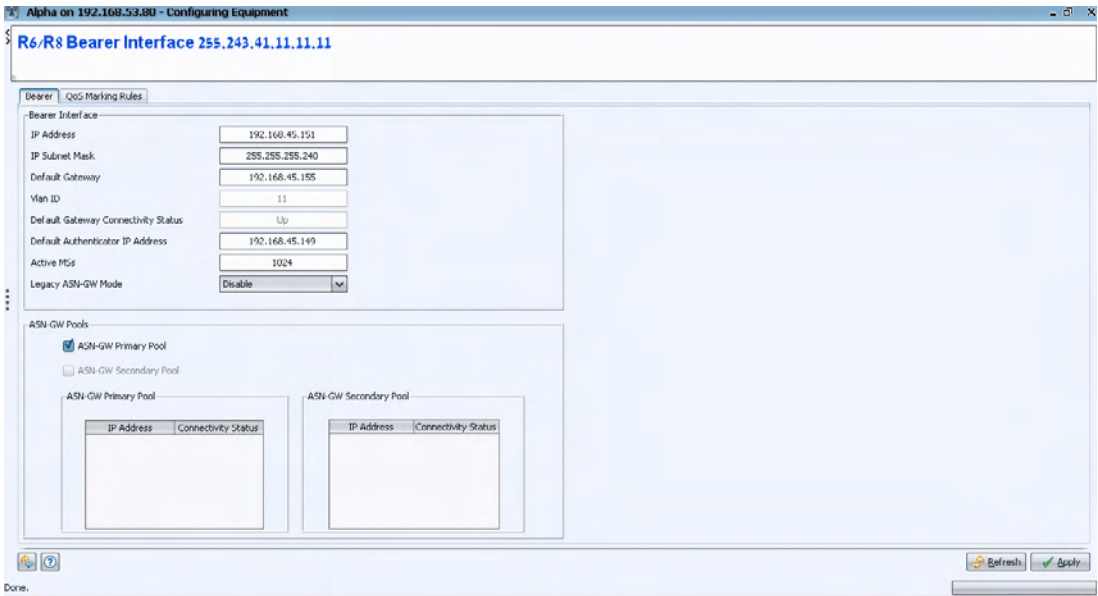 Alpha on 192.168.53.80 - Configuring Equipment
R6/R8 Bearer Interface 255.243.41.11.11.11
Bearer QoS Marking Rules
Bearer Interface
IP Address 192.168.45.151
IP Subnet Mask 255.255.255.240
Default Gateway 192.168.45.155
Vlan ID 11
Default Gateway Connectivity Status Up
Default Authenticator IP Address 192.168.45.149
Active MSs 1024
Legacy ASN-GW Mode Disable
ASN-GW Pools
ASN-GW Primary Pool
ASN-GW Secondary Pool
ASN-GW Primary Pool ASN-GW Secondary Pool
IP Address Connectivity Status IP Address Connectivity Status
Refresh Apply
Done.